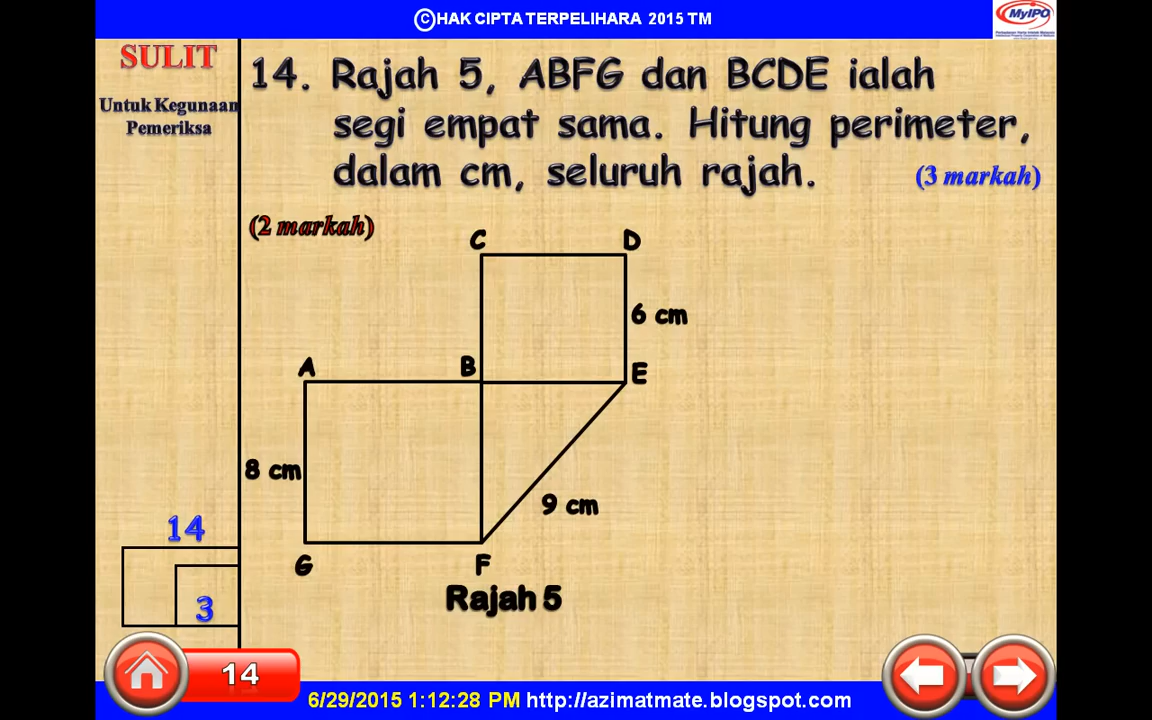 ©HAK CIPTA TERPELIHARA 2015 TM
MyIPO
SULIT
Untuk Kegunaan
Pemeriksa
14. Rajah 5, ABFG dan BCDE ialah
segi empat sama. Hitung perimeter,
dalam cm, seluruh rajah.
(3 markah)
(2 markah)
C
D
6 cm
A
B
E
8 cm
9 cm
G
F
Rajah 5
14
3
14
6/29/2015 1:12:28 PM http://azimatmate.blogspot.com